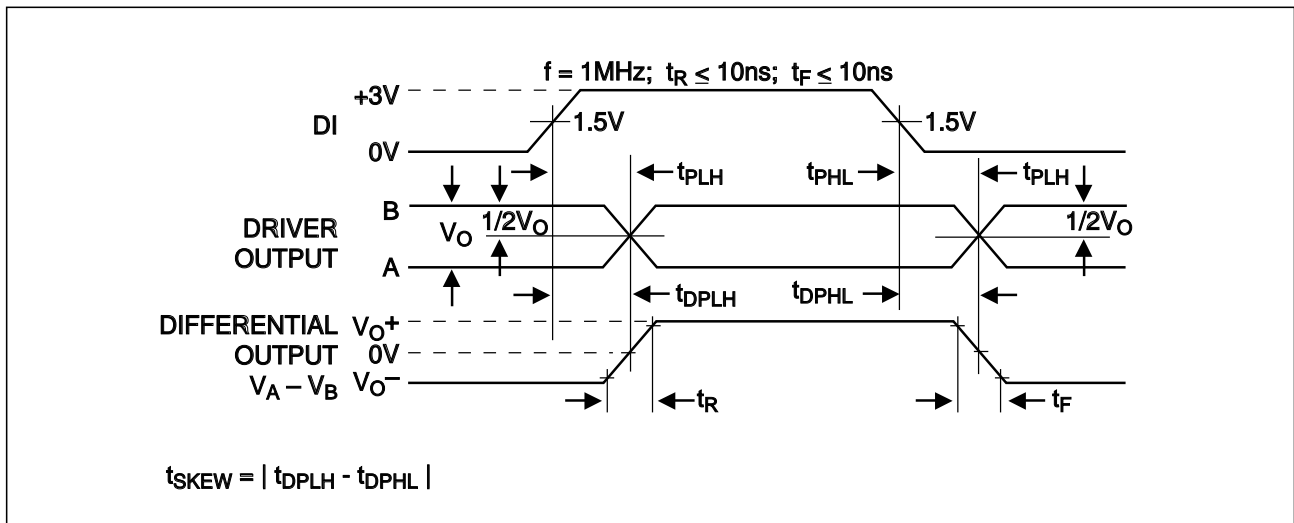 f = 1MHz; tR ≤ 10ns; tF ≤ 10ns
+3V
DI
1.5V
1.5V
0V
tPLH
tPHL
tPLH
B
DRIVER
OUTPUT
VO
1/2VO
1/2VO
A
tDPLH
tDPHL
DIFFERENTIAL
OUTPUT
VA – VB
VO+
0V
VO–
tR
tF
tSKEW = | tDPLH - tDPHL |